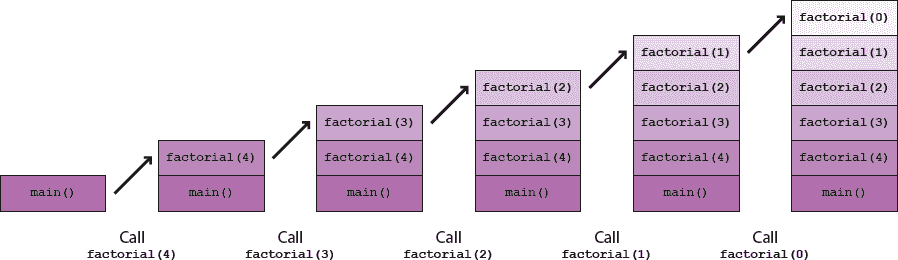 main()
factorial(4)
main()
factorial(3)
factorial(4)
main()
factorial(2)
factorial(3)
factorial(4)
main()
factorial(1)
factorial(2)
factorial(3)
factorial(4)
main()
factorial(0)
factorial(1)
factorial(2)
factorial(3)
factorial(4)
main()
Call
factorial(4)
Call
factorial(3)
Call
factorial(2)
Call
factorial(1)
Call
factorial(0)